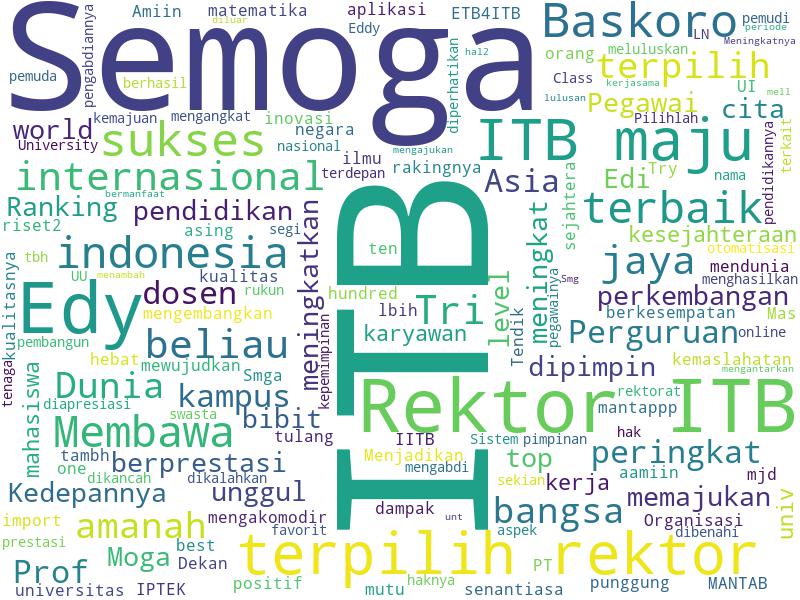 Semoga
pengabdiannya
Amiin
matematika
diluar
aplikasi
Eddy
ETB4ITB
hal2
Baskoro
LN
pemudi
periode
Meningkatnya
pemuda
berhasil
diperhatikan
orang
meluluskan
terpilih
Class
kerjasama
UI
mell
lulusan
Pegawai
cita
kemajuan
mengangkat
inovasi
negara
nasional
world
University
sukses
mengajukan
ITB
maju
Pilihlah
terkait
pendidikannya
ilmu
terdepan
rakingnya
internasional
bermanfaat
Asia
Edi
Try
nama
sejahtera
Ranking
pendidikan
terbaik
riset2
asing
segi
meningkatkan
ITB
meningkat
kesejahteraan
indonesia
ten
otomatisasi
tbh
kualitasnya
UU
menambah
kualitas
rukun
level
Smg
jaya
mendunia
menghasilkan
Edy
dosen
hundred
lbih
Tri
pegawainya
perkembangan
mengembangkan
berkesempatan
Mas
karyawan
Tendik
Perguruan
online
pembangun
hebat
beliau
mewujudkan
kepemimpinan
dipimpin
kemaslahatan
mengantarkan
tenaga
mahasiswa
Dunia
Smga
kampus
Rektor
ITB
rektorat
diapresiasi
swasta
bibit
mantappp
Membawa
tulang
IITB
Sistem
pimpinan
hak
tambh
one
berprestasi
Menjadikan
mengabdi
top
peringkat
dikancah
dikalahkan
sekian
kerja
aamiin
mjd
Kedepannya
unggul
memajukan
univ
import
amanah
mengakomodir
dampak
unt
bangsa
Organisasi
favorit
aspek
dibenahi
prestasi
Moga
best
Dekan
terpilih
rektor
Prof
PT
universitas
IPTEK
positif
mutu
haknya
senantiasa
punggung
MANTAB